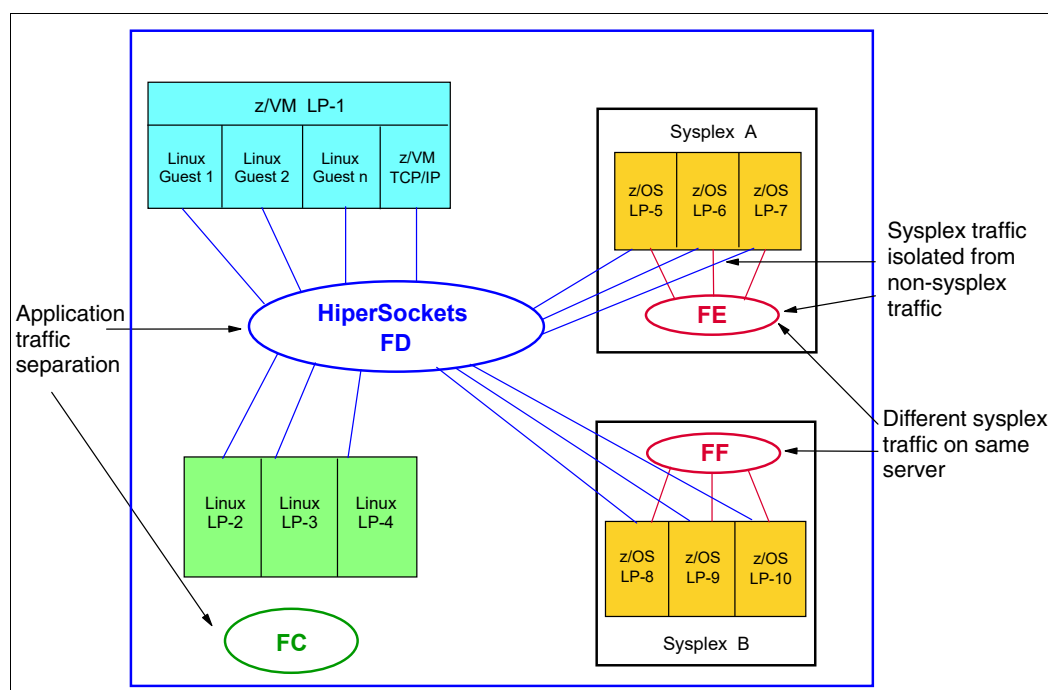 z/VM LP-1
Linux
Guest 1
Linux
Guest 2
Linux
Guest n
z/VM
TCP/IP
Sysplex A
z/OS
LP-5
z/OS
LP-6
z/OS
LP-7
FE
Sysplex traffic
isolated from
non-sysplex
traffic
Application
traffic
separation
HiperSockets
FD
Different sysplex
traffic on same
server
Linux
LP-2
Linux
LP-3
Linux
LP-4
FF
z/OS
LP-8
z/OS
LP-9
z/OS
LP-10
Sysplex B
FC